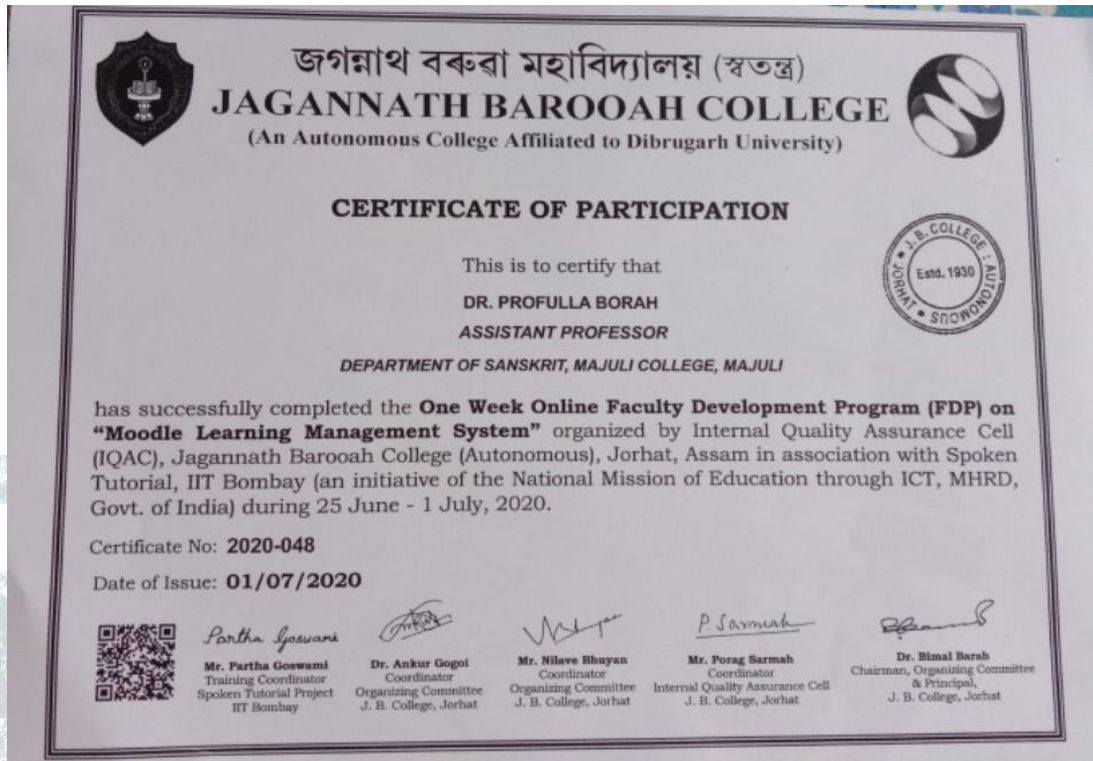 জগন্নাথ বৰুৱা মহাবিদ্যালয় (স্বতন্ত্ৰ)
JAGANNATH BAROOAH COLLEGE
(An Autonomous College Affiliated to Dibrugarh University)
CERTIFICATE OF PARTICIPATION
J. B. COLLEGE : AUTONOMOUS * JORHAT *
Estd. 1930
This is to certify that
DR. PROFULLA BORAH
ASSISTANT PROFESSOR
DEPARTMENT OF SANSKRIT, MAJULI COLLEGE, MAJULI
has successfully completed the One Week Online Faculty Development Program (FDP) on
“Moodle Learning Management System” organized by Internal Quality Assurance Cell
(IQAC), Jagannath Barooah College (Autonomous), Jorhat, Assam in association with Spoken
Tutorial, IIT Bombay (an initiative of the National Mission of Education through ICT, MHRD,
Govt. of India) during 25 June - 1 July, 2020.
Certificate No: 2020-048
Date of Issue: 01/07/2020
Partha Goswami
P. Sarmah
Mr. Partha Goswami
Training Coordinator
Spoken Tutorial Project
IIT Bombay
Dr. Ankur Gogoi
Coordinator
Organizing Committee
J. B. College, Jorhat
Mr. Nilave Bhuyan
Coordinator
Organizing Committee
J. B. College, Jorhat
Mr. Porag Sarmah
Coordinator
Internal Quality Assurance Cell
J. B. College, Jorhat
Dr. Bimal Barah
Chairman, Organizing Committee
& Principal,
J. B. College, Jorhat